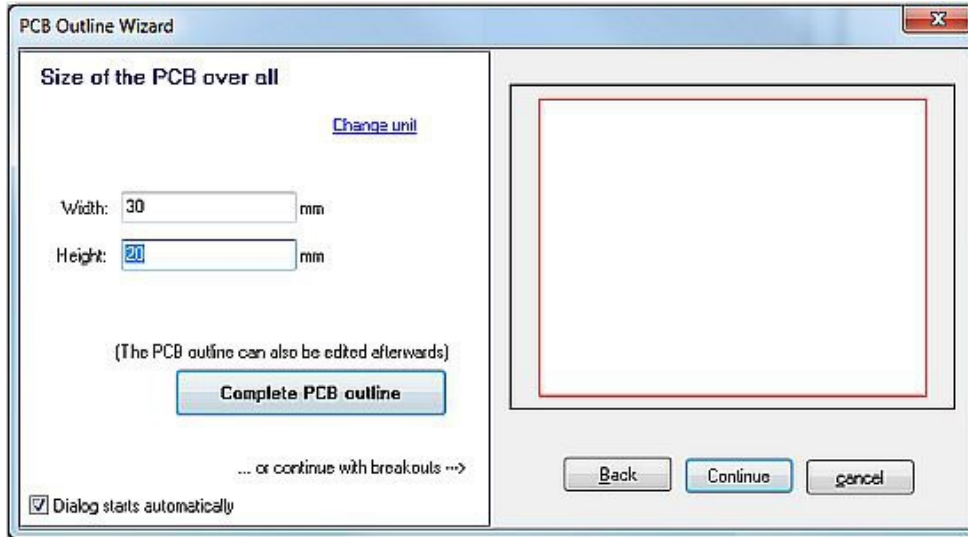 PCB Outline Wizard
x
Size of the PCB over all
Change unit
Width: 30 mm
Height: 20 mm
(The PCB outline can also be edited afterwards)
Complete PCB outline
... or continue with breakouts --->
Dialog starts automatically
Back Continue cancel